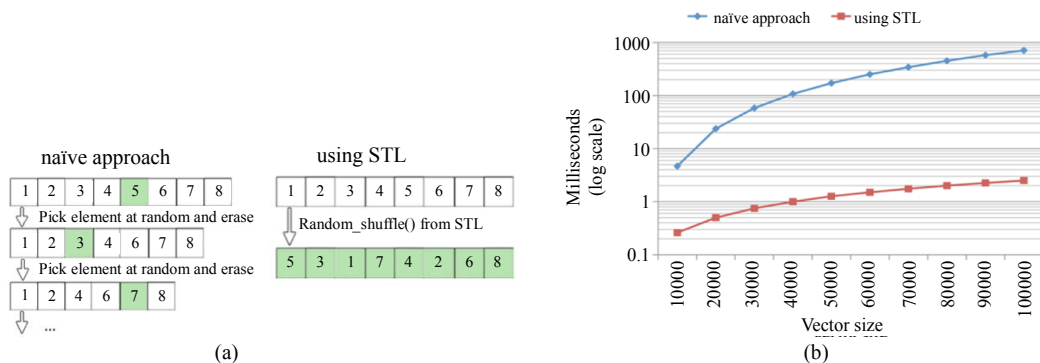 naïve approach
1 2 3 4 5 6 7 8
Pick element at random and erase
1 2 3 4 6 7 8
Pick element at random and erase
1 2 4 6 7 8
...
using STL
1 2 3 4 5 6 7 8
Random_shuffle() from STL
5 3 1 7 4 2 6 8
(a)
naïve approach
using STL
Milliseconds
(log scale)
1000
100
10
1
0.1
10000
20000
30000
40000
50000
60000
70000
80000
90000
100000
Vector size
(b)